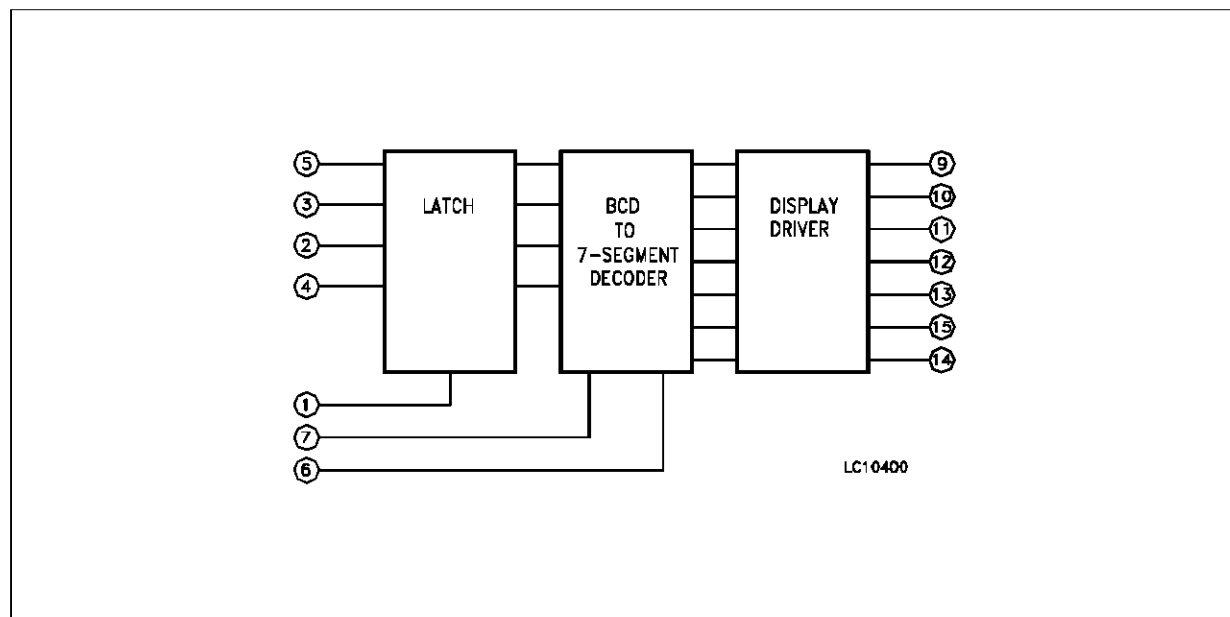 5
3
2
4
1
7
6
LATCH
BCD
TO
7-SEGMENT
DECODER
DISPLAY
DRIVER
9
10
11
12
13
15
14
LC10400